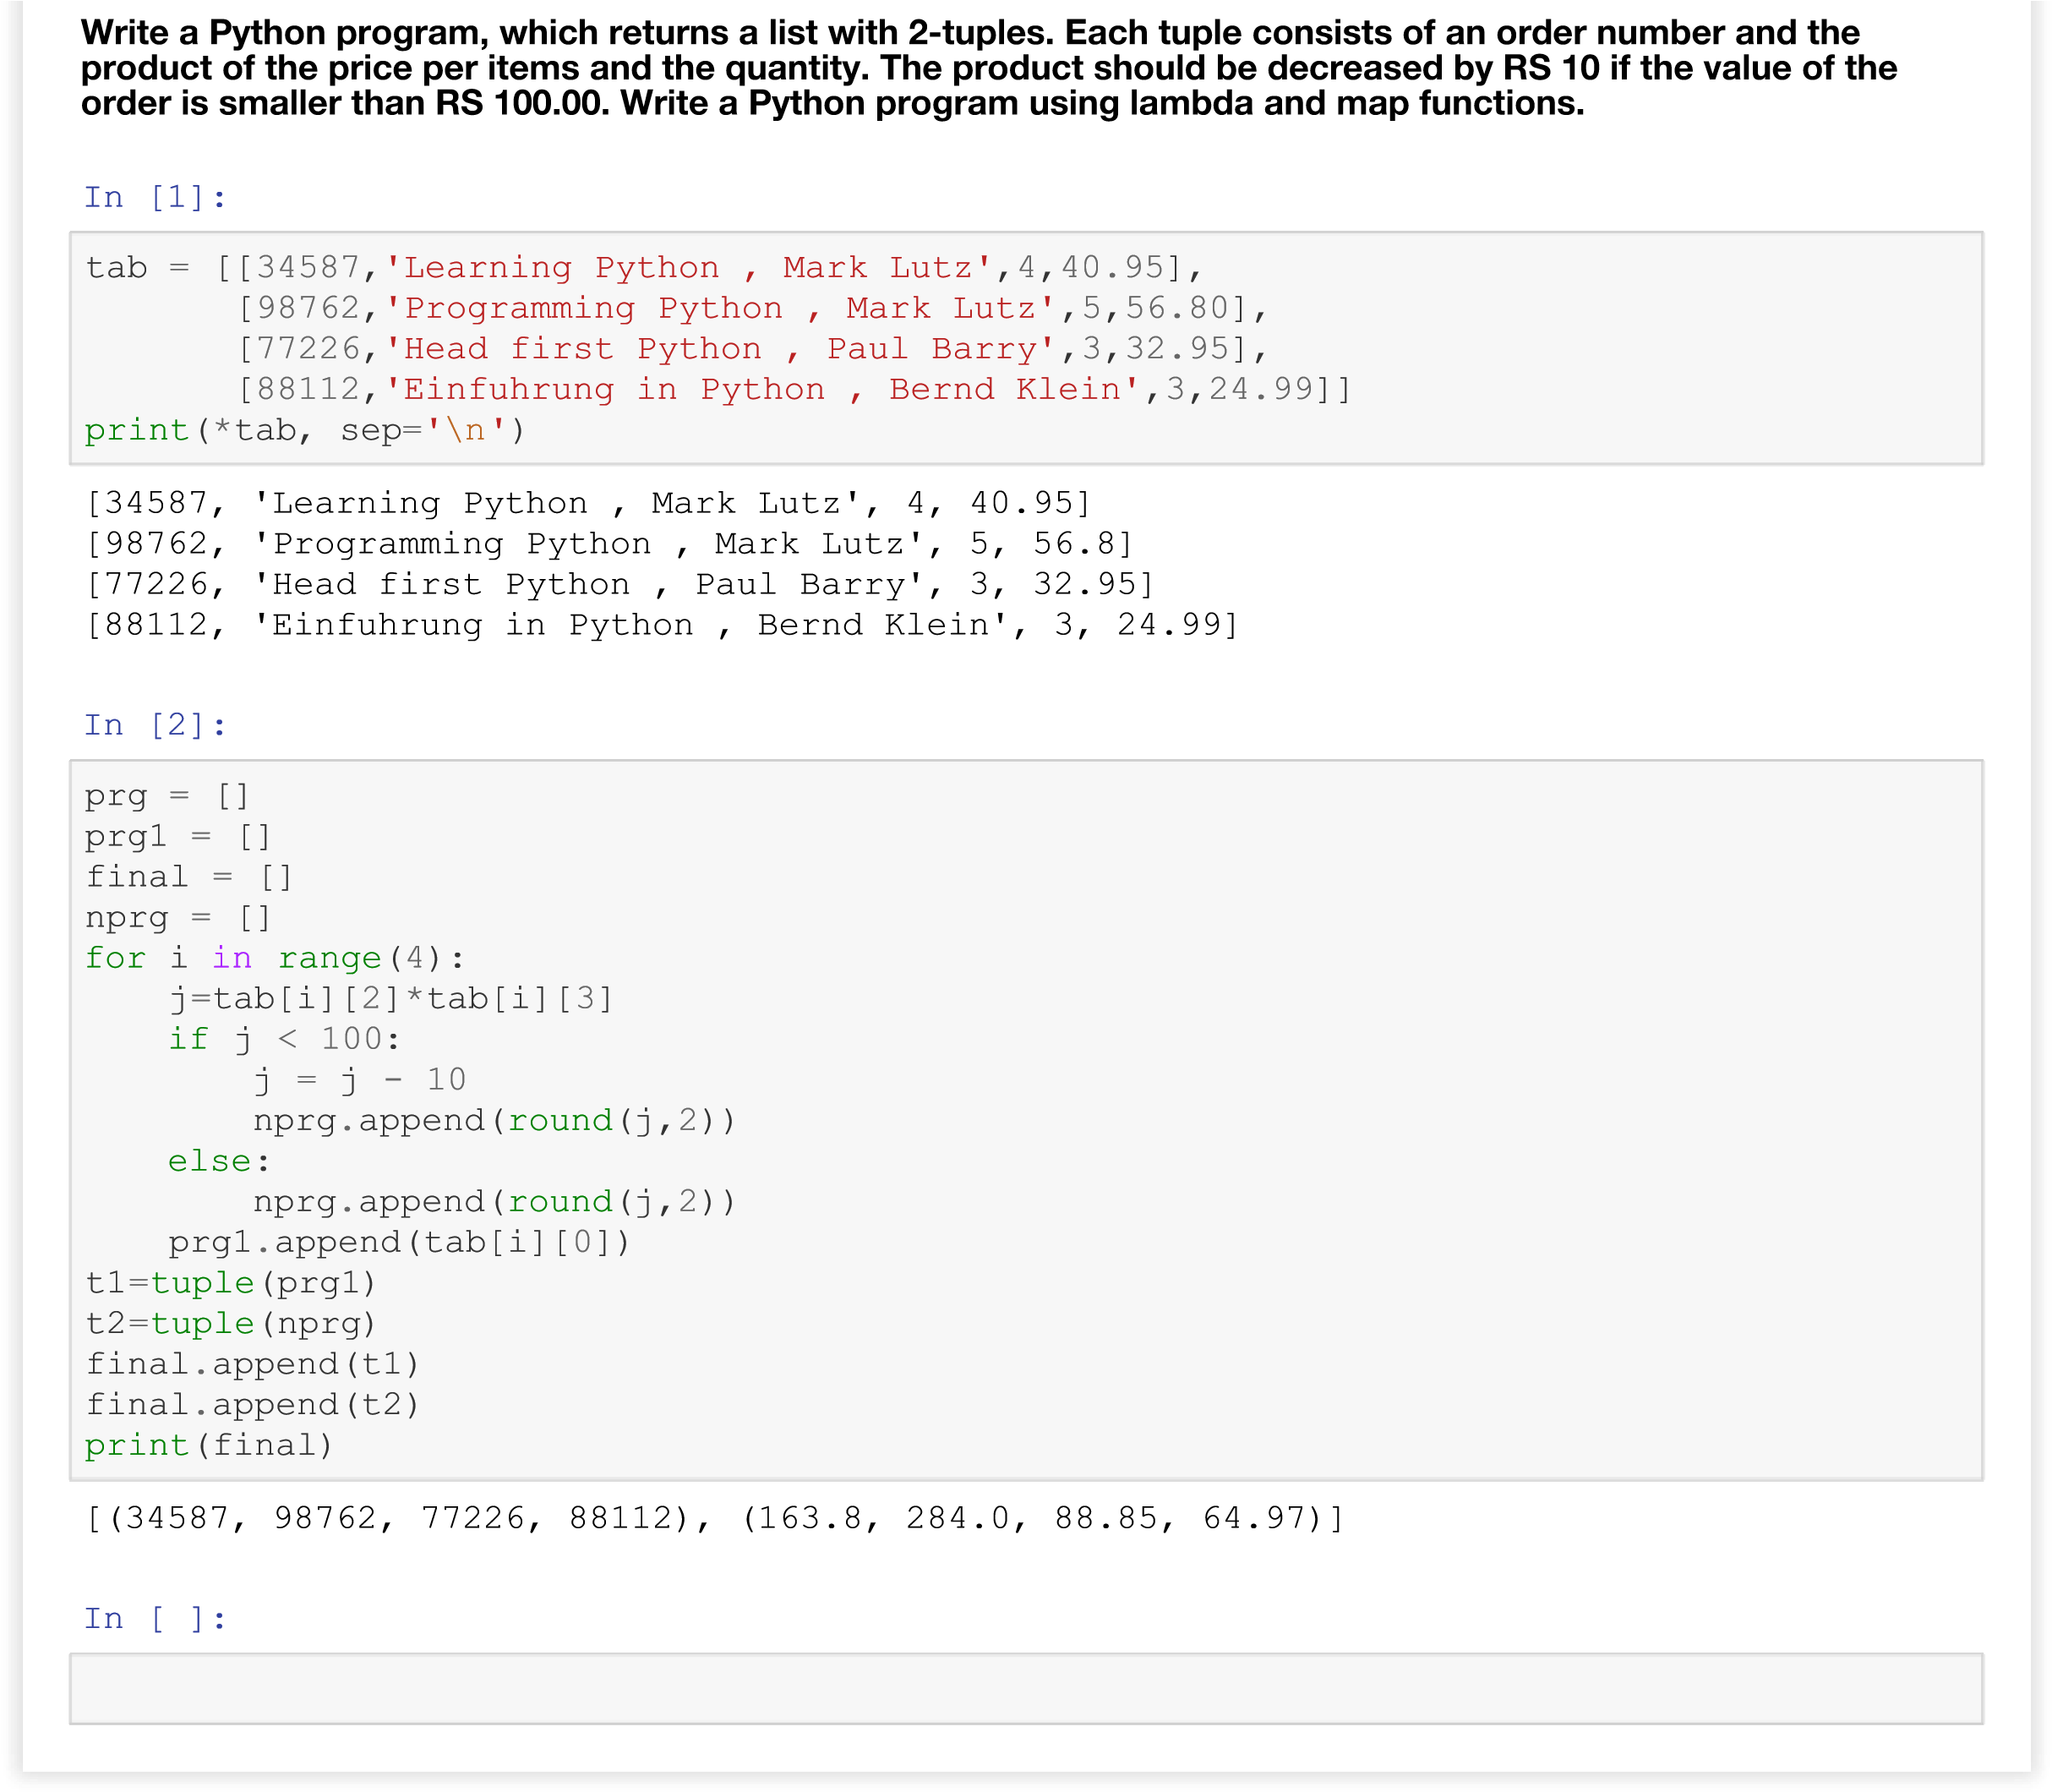 Write a Python program, which returns a list with 2-tuples. Each tuple consists of an order number and the
product of the price per items and the quantity. The product should be decreased by RS 10 if the value of the
order is smaller than RS 100.00. Write a Python program using lambda and map functions.
In [1]:
tab = [[34587,'Learning Python , Mark Lutz',4,40.95],
       [98762,'Programming Python , Mark Lutz',5,56.80],
       [77226,'Head first Python , Paul Barry',3,32.95],
       [88112,'Einfuhrung in Python , Bernd Klein',3,24.99]]
print(*tab, sep='\n')
[34587, 'Learning Python , Mark Lutz', 4, 40.95]
[98762, 'Programming Python , Mark Lutz', 5, 56.8]
[77226, 'Head first Python , Paul Barry', 3, 32.95]
[88112, 'Einfuhrung in Python , Bernd Klein', 3, 24.99]
In [2]:
prg = []
prg1 = []
final = []
nprg = []
for i in range(4):
    j=tab[i][2]*tab[i][3]
    if j < 100:
        j = j - 10
        nprg.append(round(j,2))
    else:
        nprg.append(round(j,2))
    prg1.append(tab[i][0])
t1=tuple(prg1)
t2=tuple(nprg)
final.append(t1)
final.append(t2)
print(final)
[(34587, 98762, 77226, 88112), (163.8, 284.0, 88.85, 64.97)]
In [ ]: